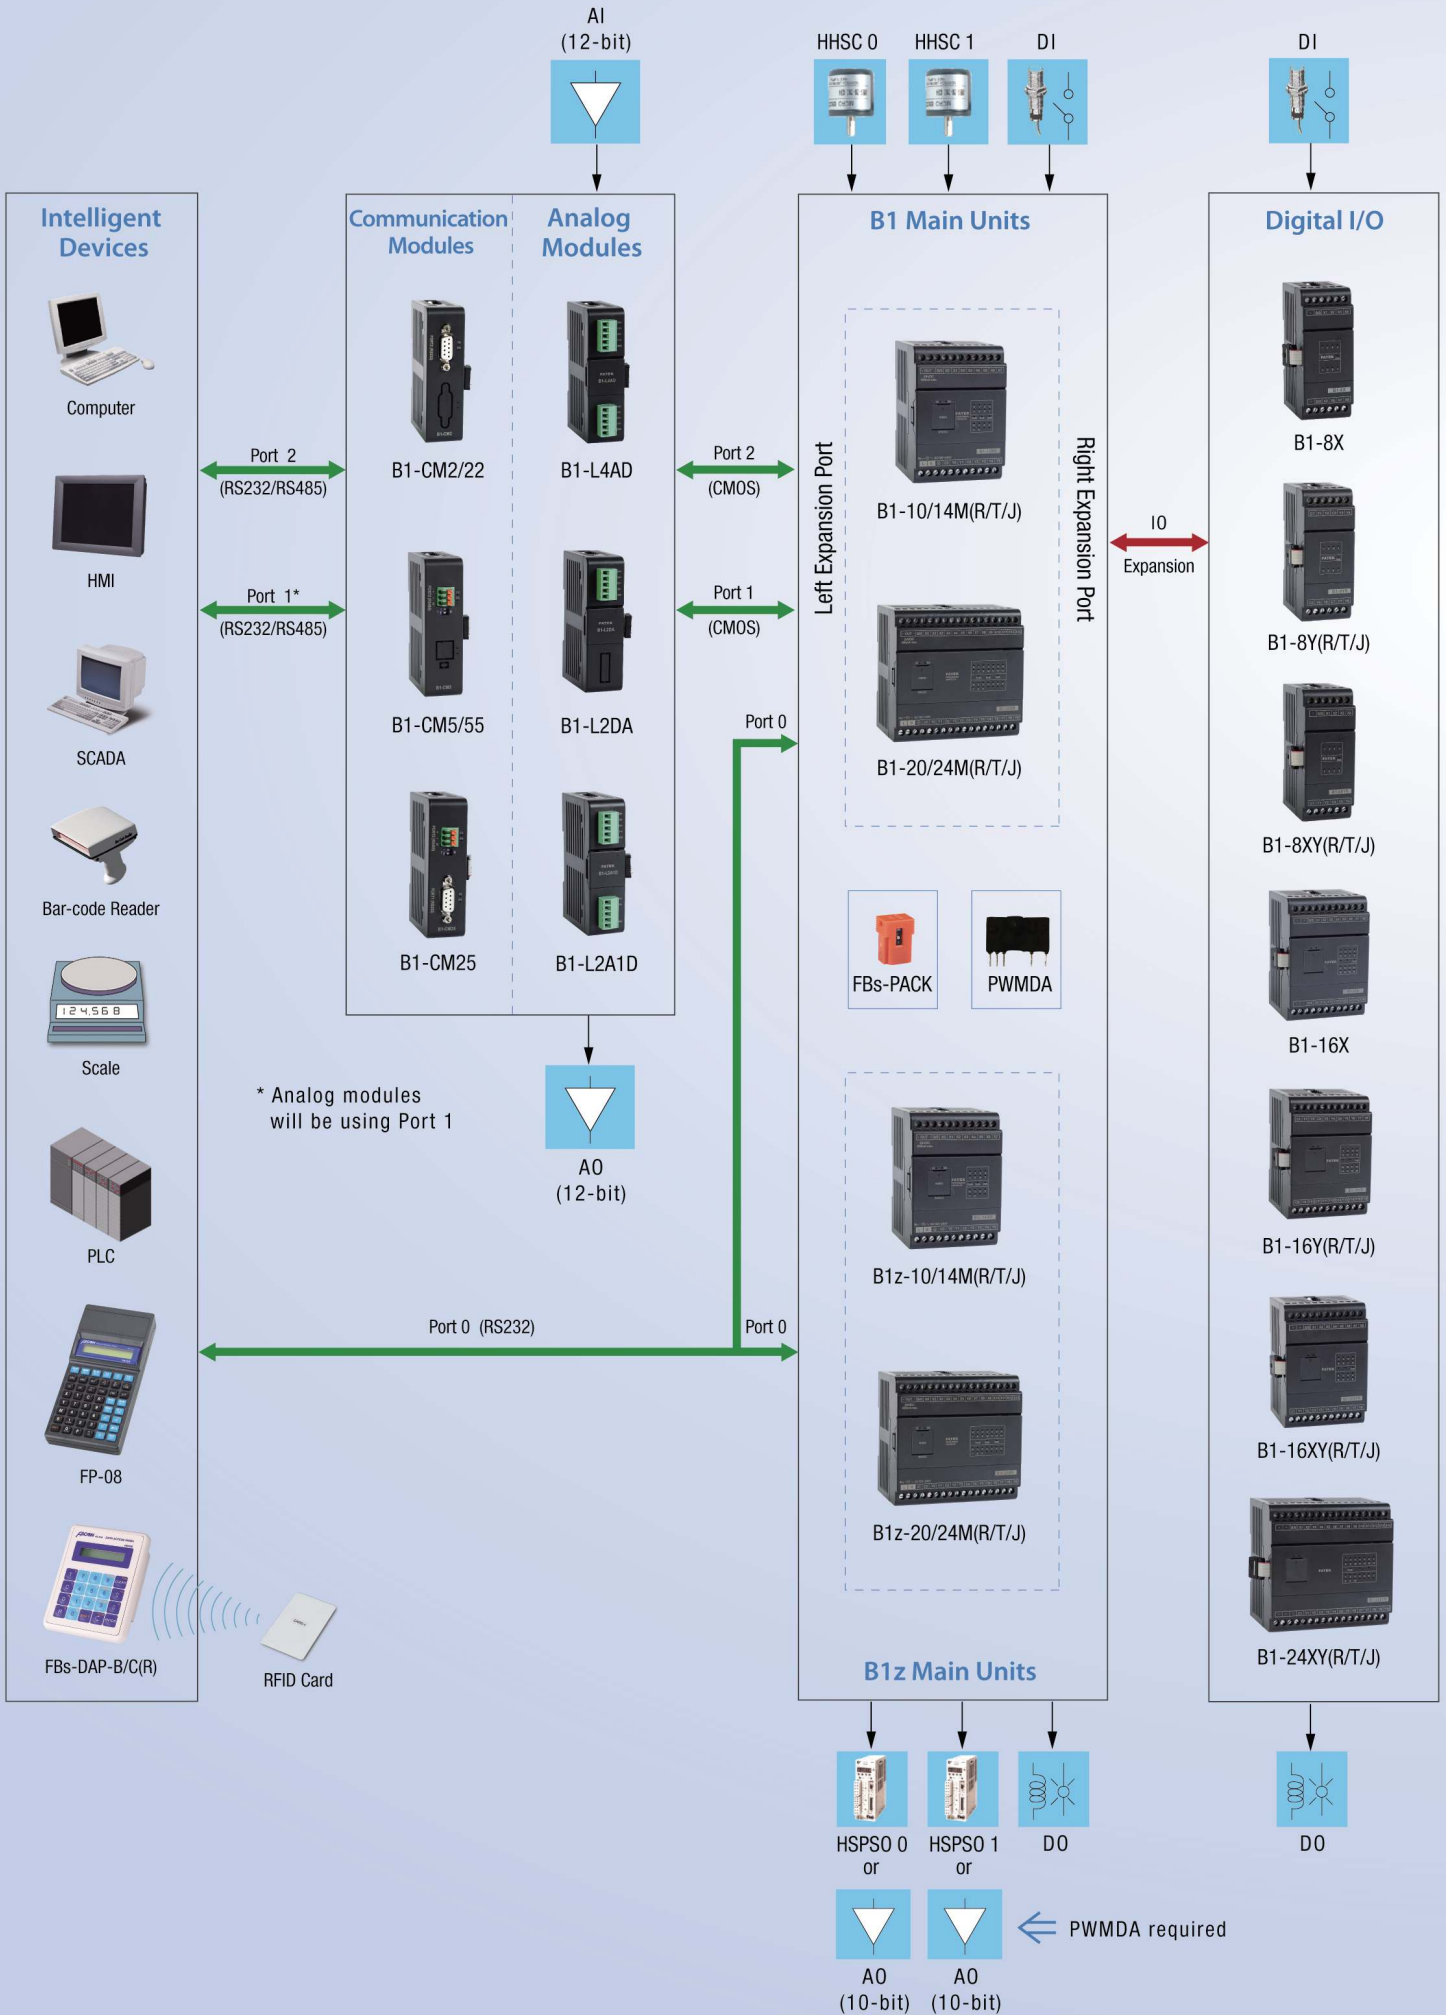 AI
(12-bit)
HHSC 0
HHSC 1
DI
DI
Intelligent
Devices
Computer
HMI
SCADA
Bar-code Reader
124,568
Scale
PLC
FP-08
FBs-DAP-B/C(R)
RFID Card
Port 2
(RS232/RS485)
Port 1*
(RS232/RS485)
Communication
Modules
B1-CM2/22
B1-CM5/55
B1-CM25
Analog
Modules
B1-L4AD
B1-L2DA
B1-L2A1D
* Analog modules
will be using Port 1
AO
(12-bit)
Port 2
(CMOS)
Port 1
(CMOS)
Port 0
Port 0 (RS232)
Port 0
B1 Main Units
Left Expansion Port
Right Expansion Port
B1-10/14M(R/T/J)
B1-20/24M(R/T/J)
FBs-PACK
PWMDA
B1z-10/14M(R/T/J)
B1z-20/24M(R/T/J)
B1z Main Units
IO
Expansion
Digital I/O
B1-8X
B1-8Y(R/T/J)
B1-8XY(R/T/J)
B1-16X
B1-16Y(R/T/J)
B1-16XY(R/T/J)
B1-24XY(R/T/J)
HSPSO 0
or
HSPSO 1
or
DO
DO
PWMDA required
AO
(10-bit)
AO
(10-bit)